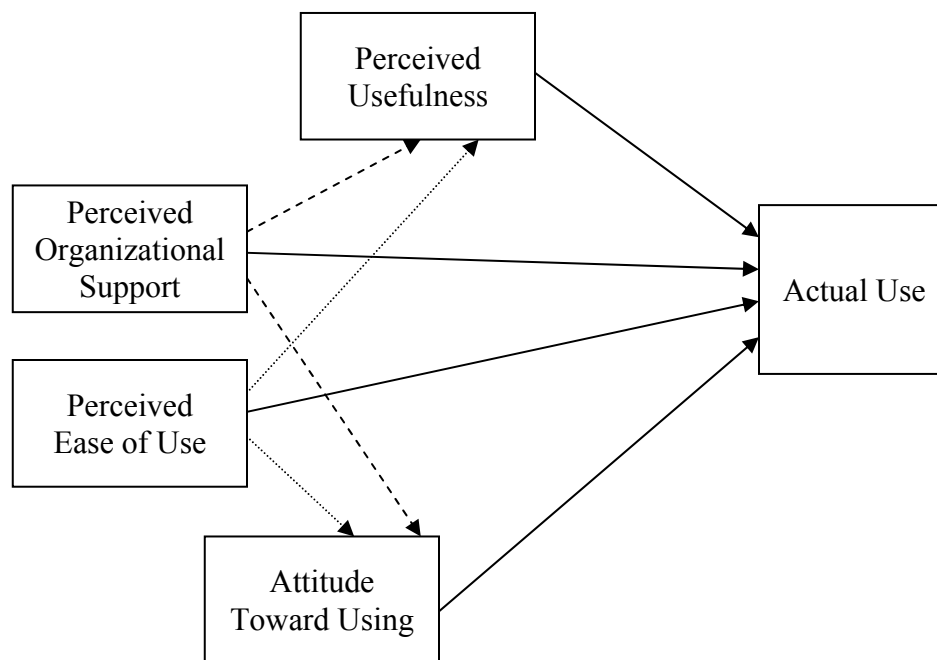 Perceived
Usefulness
Perceived
Organizational
Support
Actual Use
Perceived
Ease of Use
Attitude
Toward Using